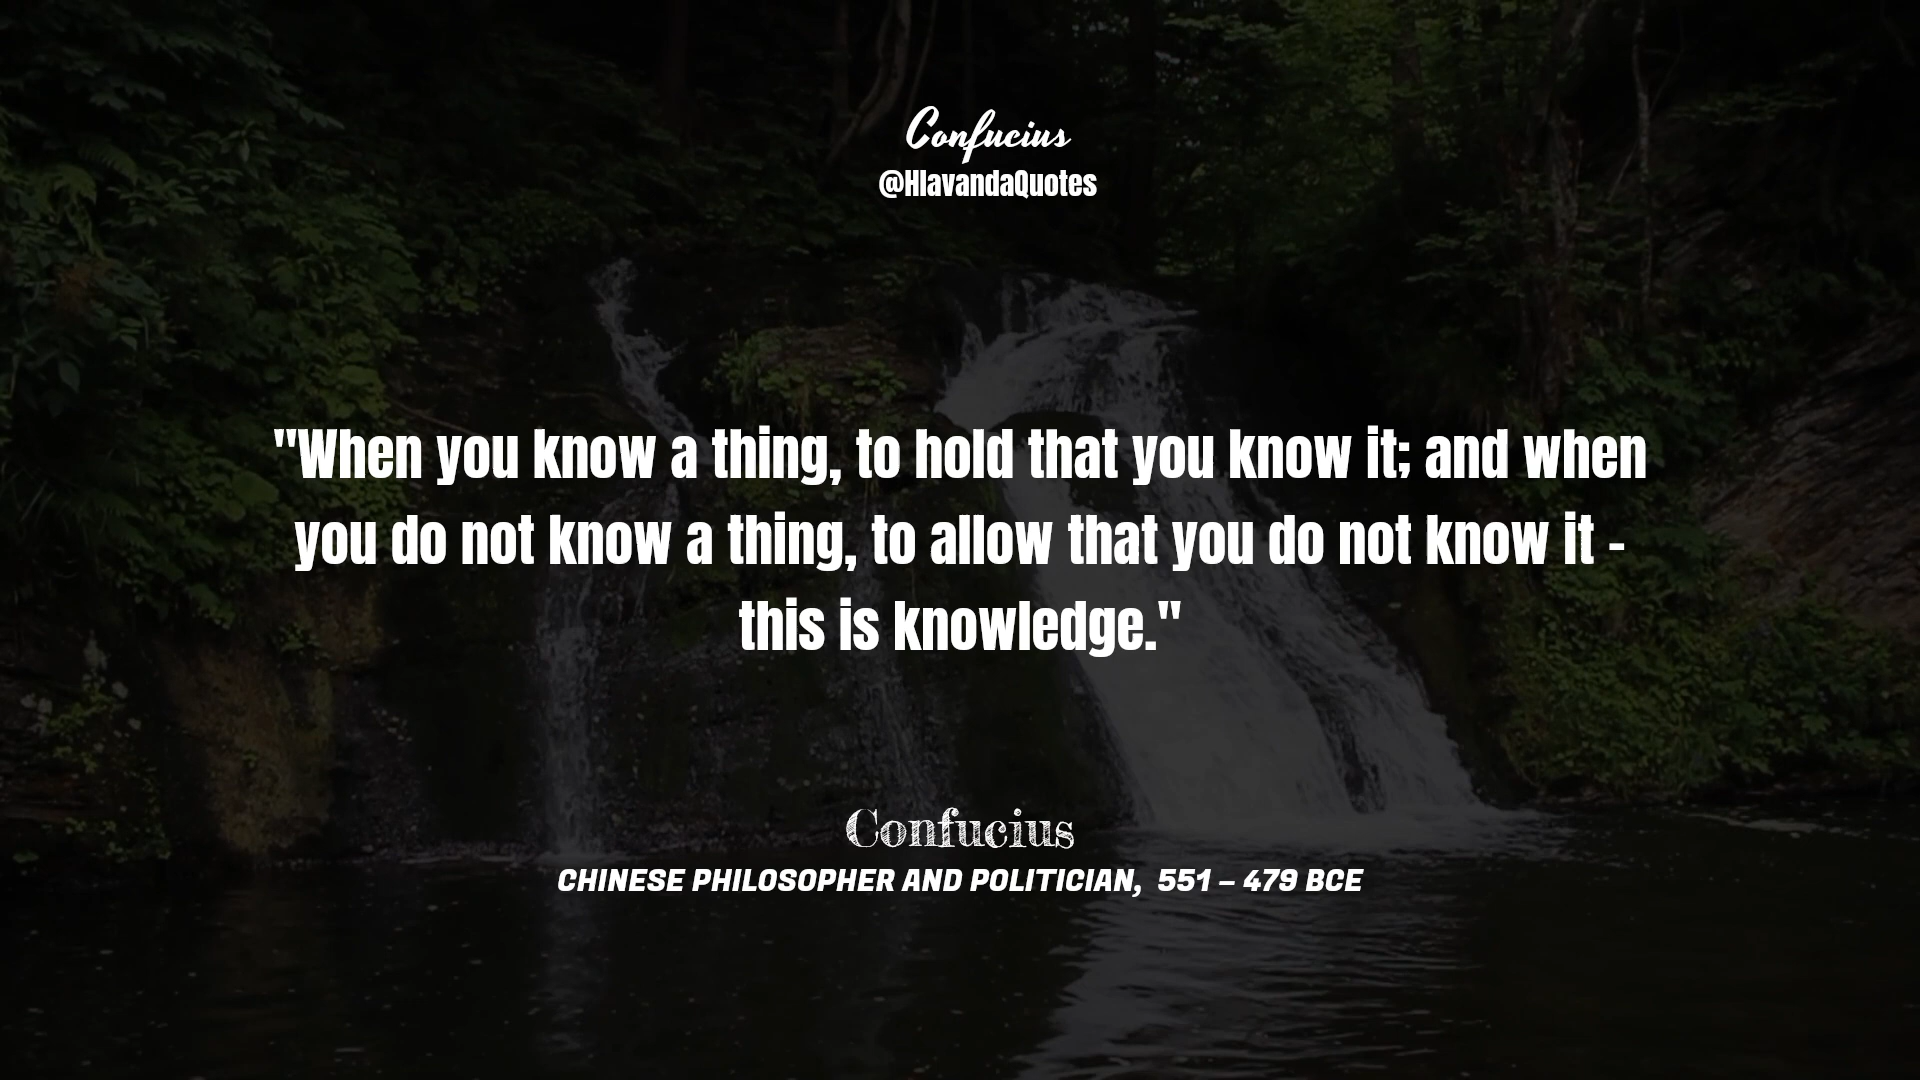 Confucius
@HlavandaQuotes
"When you know a thing, to hold that you know it; and when
you do not know a thing, to allow that you do not know it -
this is knowledge."
Confucius
CHINESE PHILOSOPHER AND POLITICIAN, 551 – 479 BCE